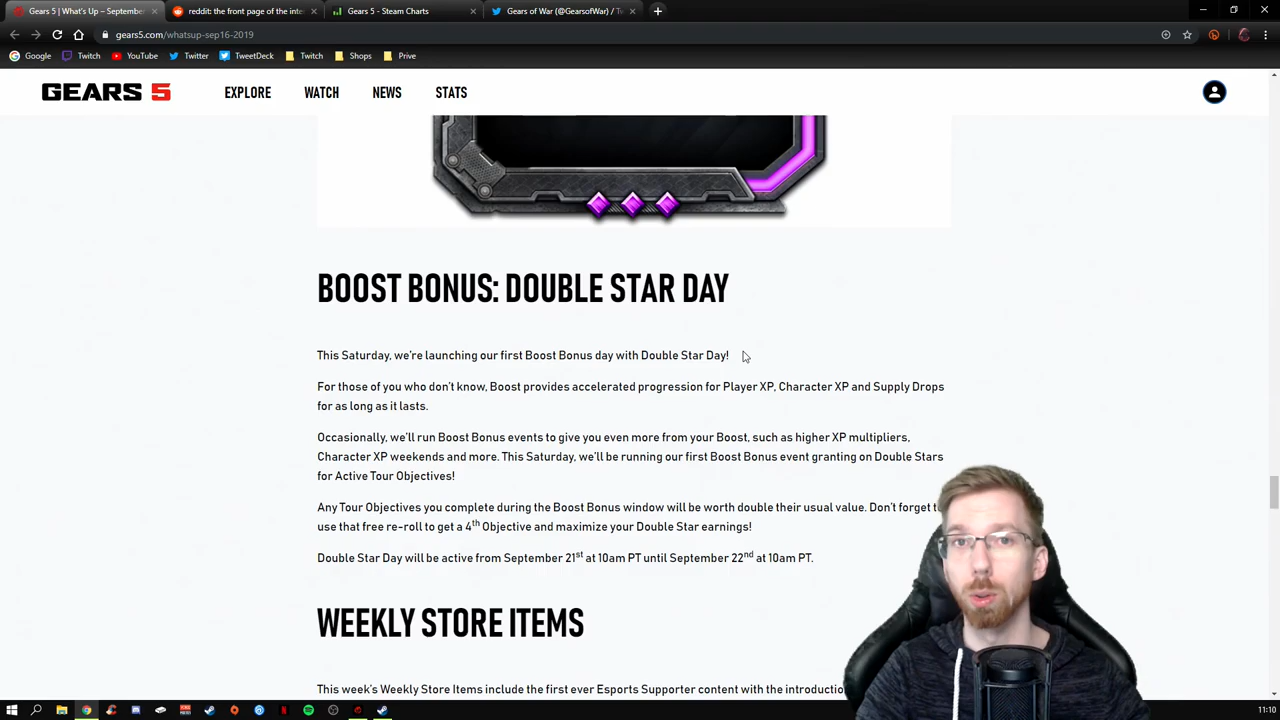 Gears 5 | What's Up – September
reddit: the front page of the inte
Gears 5 - Steam Charts
Gears of War (@GearsofWar) / Tw
gears5.com/whatsup-sep16-2019
Google
Twitch
YouTube
Twitter
TweetDeck
Twitch
Shops
Prive
GEARS 5
EXPLORE
WATCH
NEWS
STATS
BOOST BONUS: DOUBLE STAR DAY
This Saturday, we're launching our first Boost Bonus day with Double Star Day!
For those of you who don't know, Boost provides accelerated progression for Player XP, Character XP and Supply Drops
for as long as it lasts.
Occasionally, we'll run Boost Bonus events to give you even more from your Boost, such as higher XP multipliers,
Character XP weekends and more. This Saturday, we'll be running our first Boost Bonus event granting on Double Stars
for Active Tour Objectives!
Any Tour Objectives you complete during the Boost Bonus window will be worth double their usual value. Don't forget t
use that free re-roll to get a 4th Objective and maximize your Double Star earnings!
Double Star Day will be active from September 21st at 10am PT until September 22nd at 10am PT.
WEEKLY STORE ITEMS
This week's Weekly Store Items include the first ever Esports Supporter content with the introductio
11:10